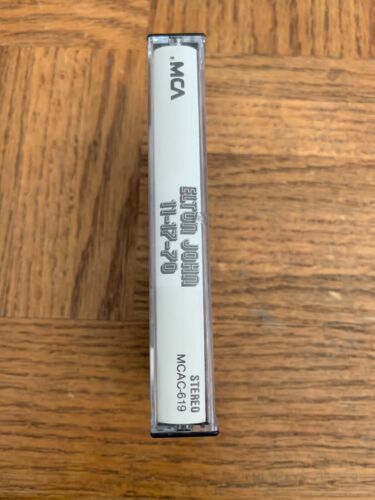 MCA
ELTON JOHN
11-17-70
STEREO
MCAC-619